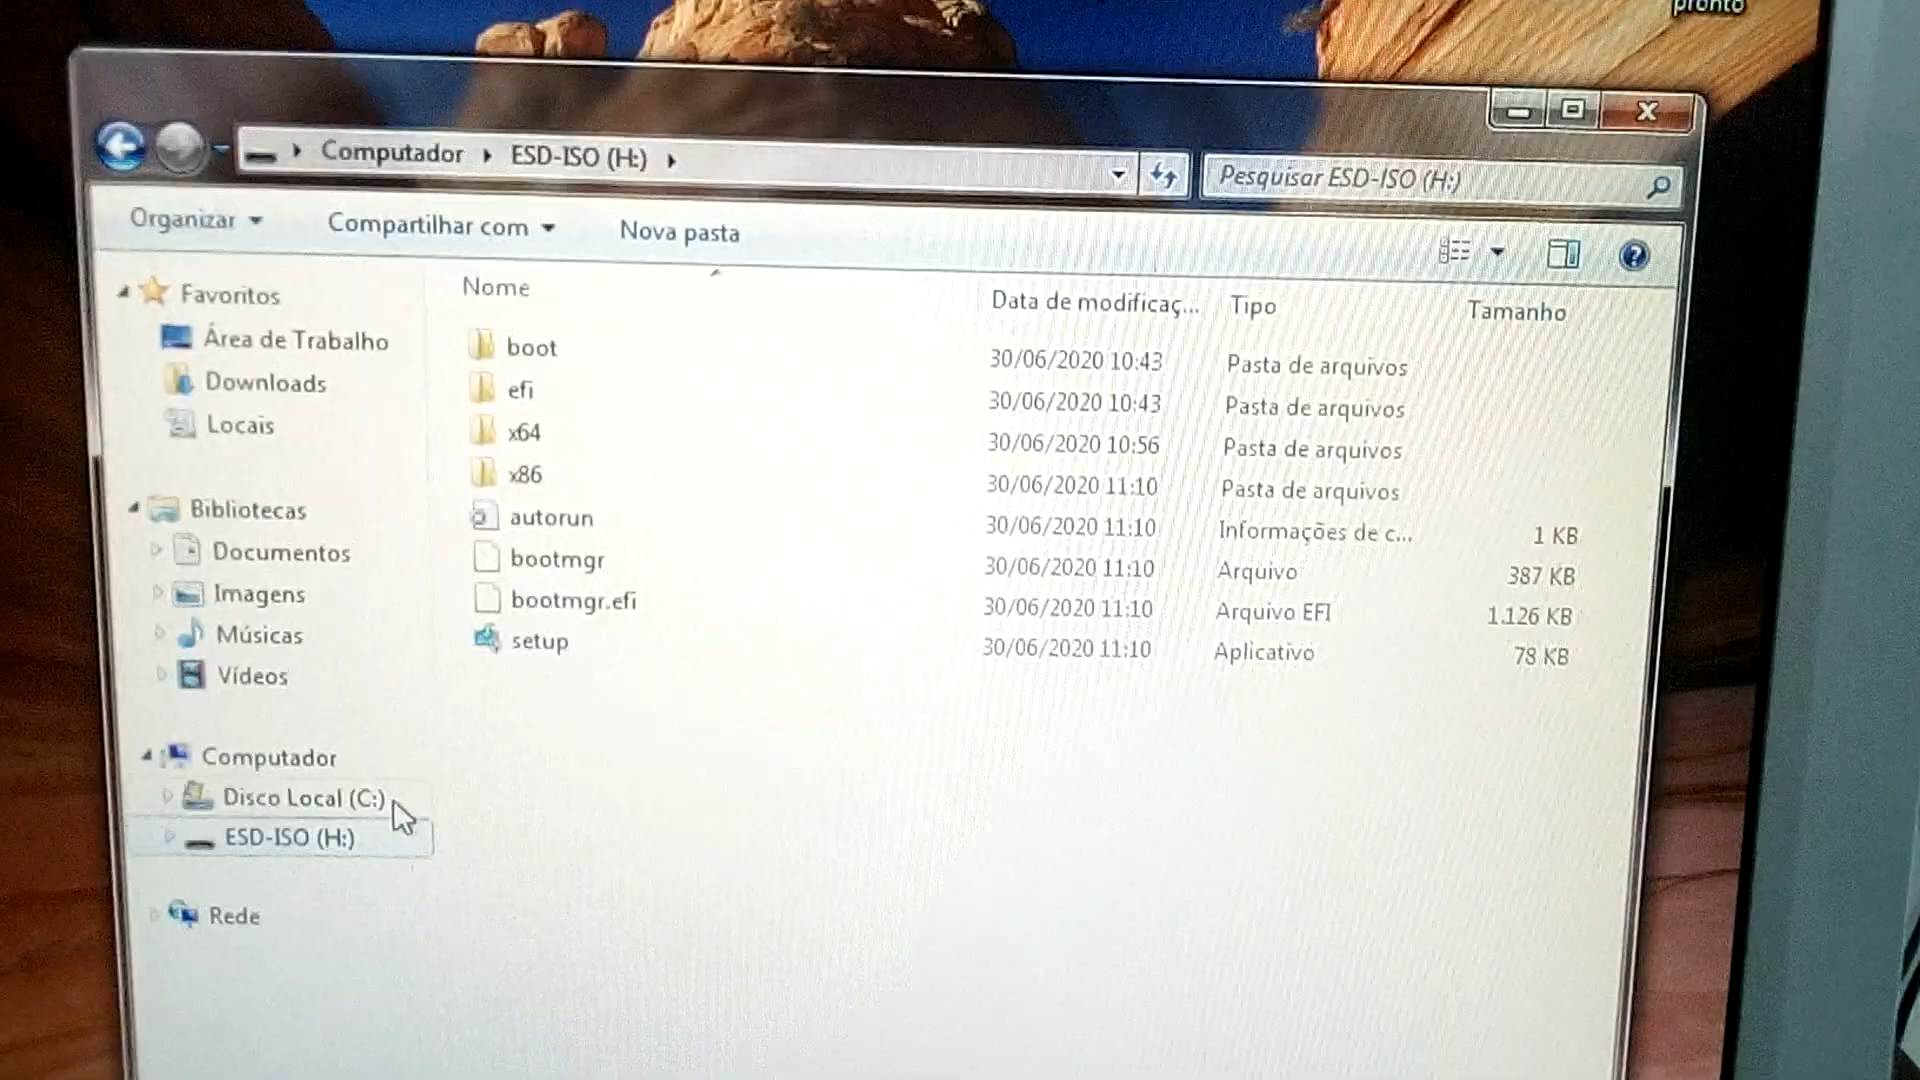 pronto
Computador ESD-ISO (H:)
Pesquisar ESD-ISO (H:)
Organizar Compartilhar com Nova pasta
Favoritos
Área de Trabalho
Downloads
Locais
Bibliotecas
Documentos
Imagens
Músicas
Vídeos
Computador
Disco Local (C:)
ESD-ISO (H:)
Rede
Nome Data de modificaç... Tipo Tamanho
boot 30/06/2020 10:43 Pasta de arquivos
efi 30/06/2020 10:43 Pasta de arquivos
x64 30/06/2020 10:56 Pasta de arquivos
x86 30/06/2020 11:10 Pasta de arquivos
autorun 30/06/2020 11:10 Informações de c... 1 KB
bootmgr 30/06/2020 11:10 Arquivo 387 KB
bootmgr.efi 30/06/2020 11:10 Arquivo EFI 1.126 KB
setup 30/06/2020 11:10 Aplicativo 78 KB